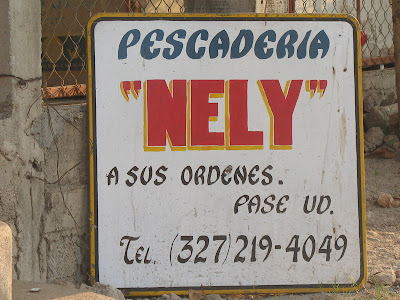 PESCADERIA
"NELY"
A SUS ORDENES.
PASE UD.
TEL. (327)219-4049